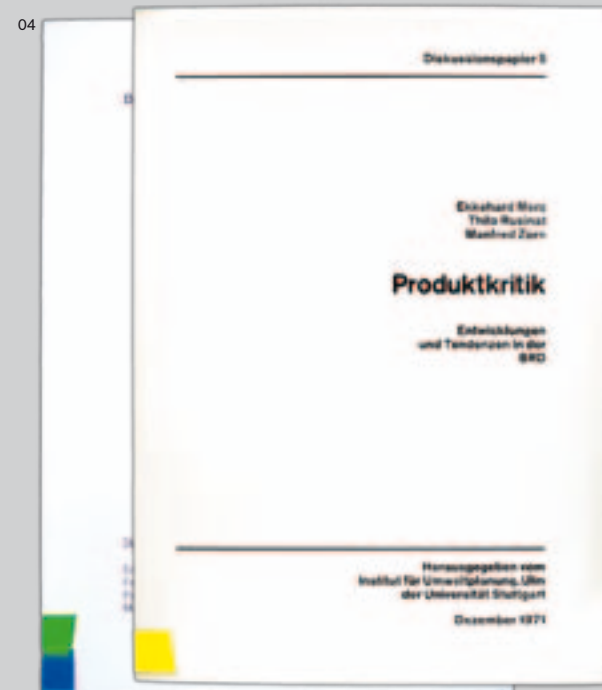 04
Diskussionspapier 5
Ekkehard Merz
Thilo Rusinat
Manfred Zorn
Produktkritik
Entwicklungen
und Tendenzen in der
BRD
Herausgegeben vom
Institut für Umweltplanung, Ulm
der Universität Stuttgart
Dezember 1971